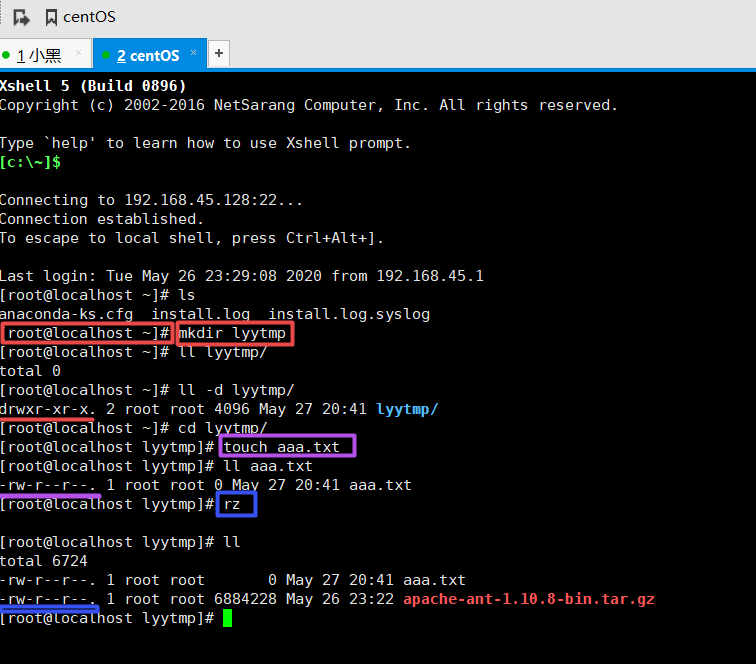 centOS
1 小黑 × 2 centOS × +
Xshell 5 (Build 0896)
Copyright (c) 2002-2016 NetSarang Computer, Inc. All rights reserved.
Type `help' to learn how to use Xshell prompt.
[c:\~]$
Connecting to 192.168.45.128:22...
Connection established.
To escape to local shell, press Ctrl+Alt+].
Last login: Tue May 26 23:29:08 2020 from 192.168.45.1
[root@localhost ~]# ls
anaconda-ks.cfg  install.log  install.log.syslog
[root@localhost ~]# mkdir lyytmp
[root@localhost ~]# ll lyytmp/
total 0
[root@localhost ~]# ll -d lyytmp/
drwxr-xr-x. 2 root root 4096 May 27 20:41 lyytmp/
[root@localhost ~]# cd lyytmp/
[root@localhost lyytmp]# touch aaa.txt
[root@localhost lyytmp]# ll aaa.txt
-rw-r--r--. 1 root root 0 May 27 20:41 aaa.txt
[root@localhost lyytmp]# rz
[root@localhost lyytmp]# ll
total 6724
-rw-r--r--. 1 root root       0 May 27 20:41 aaa.txt
-rw-r--r--. 1 root root 6884228 May 26 23:22 apache-ant-1.10.8-bin.tar.gz
[root@localhost lyytmp]#